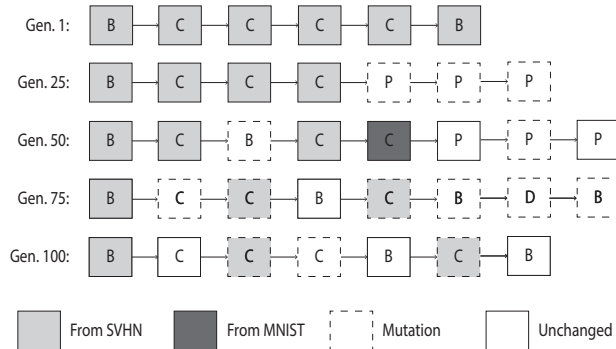 Gen. 1: B C C C C B
Gen. 25: B C C C P P P
Gen. 50: B C B C C P P P
Gen. 75: B C C B C B D B
Gen. 100: B C C C B C B
From SVHN From MNIST Mutation Unchanged